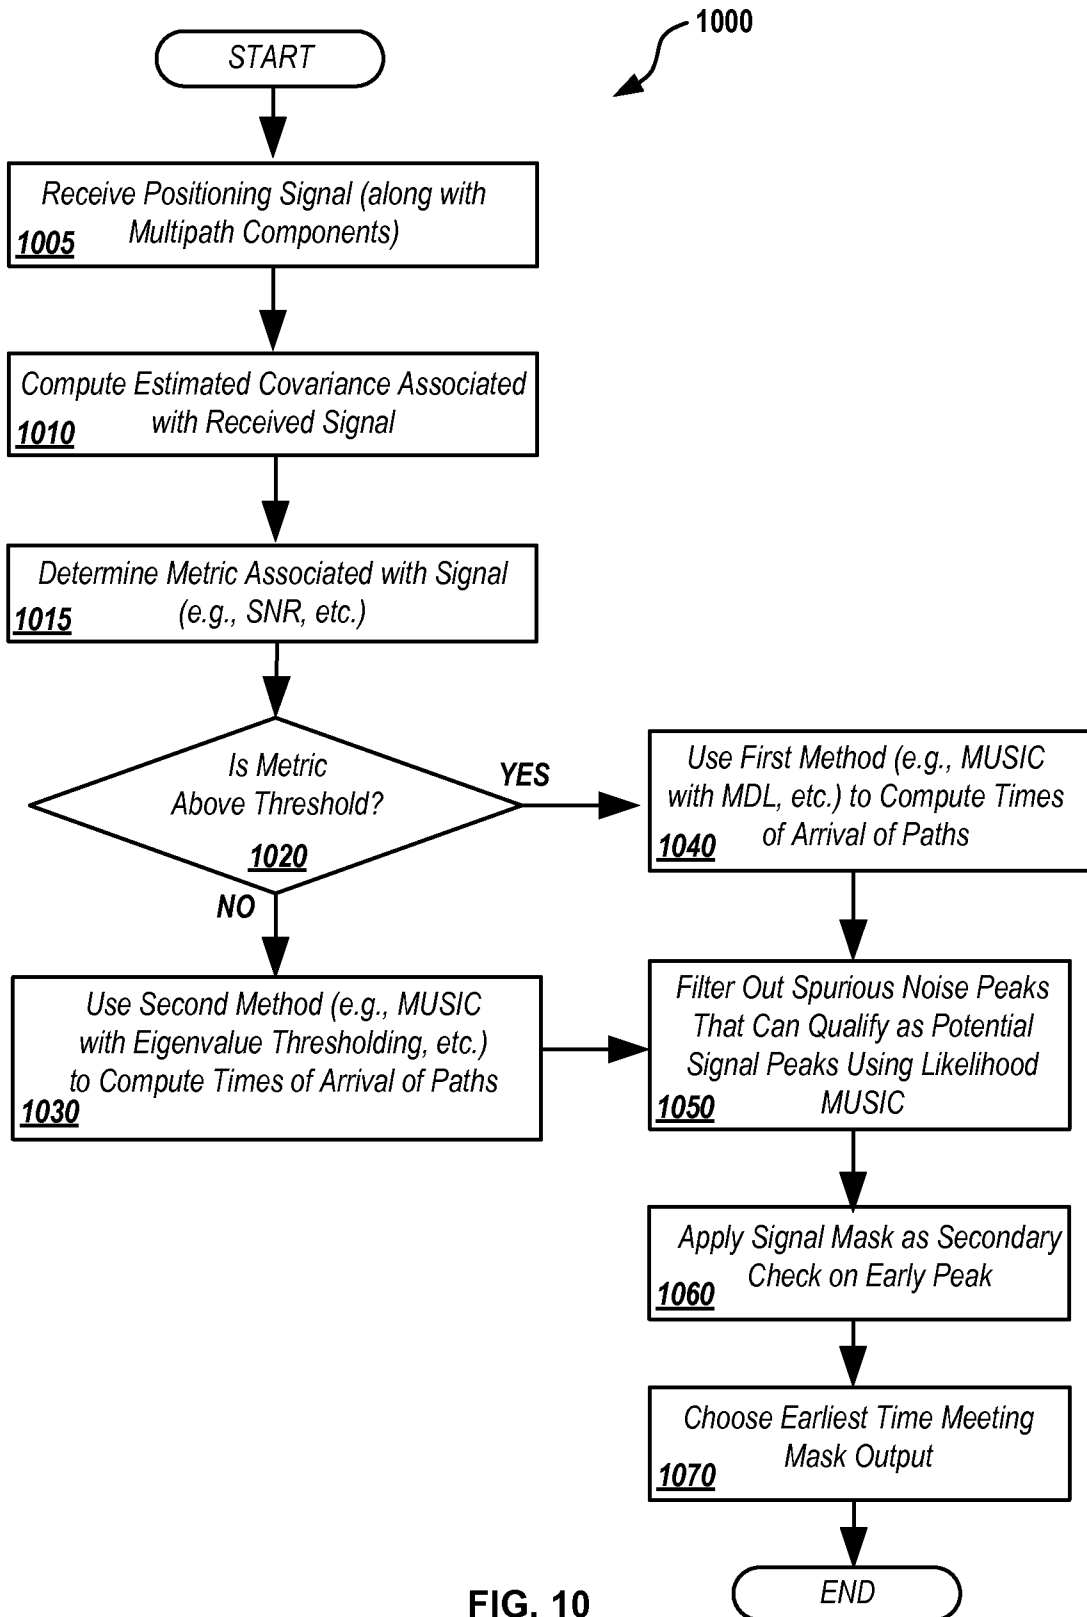 1000
START
Receive Positioning Signal (along with
Multipath Components)
1005
Compute Estimated Covariance Associated
with Received Signal
1010
Determine Metric Associated with Signal
(e.g., SNR, etc.)
1015
Is Metric
Above Threshold?
1020
YES
NO
Use First Method (e.g., MUSIC
with MDL, etc.) to Compute Times
of Arrival of Paths
1040
Use Second Method (e.g., MUSIC
with Eigenvalue Thresholding, etc.)
to Compute Times of Arrival of Paths
1030
Filter Out Spurious Noise Peaks
That Can Qualify as Potential
Signal Peaks Using Likelihood
MUSIC
1050
Apply Signal Mask as Secondary
Check on Early Peak
1060
Choose Earliest Time Meeting
Mask Output
1070
END
FIG. 10